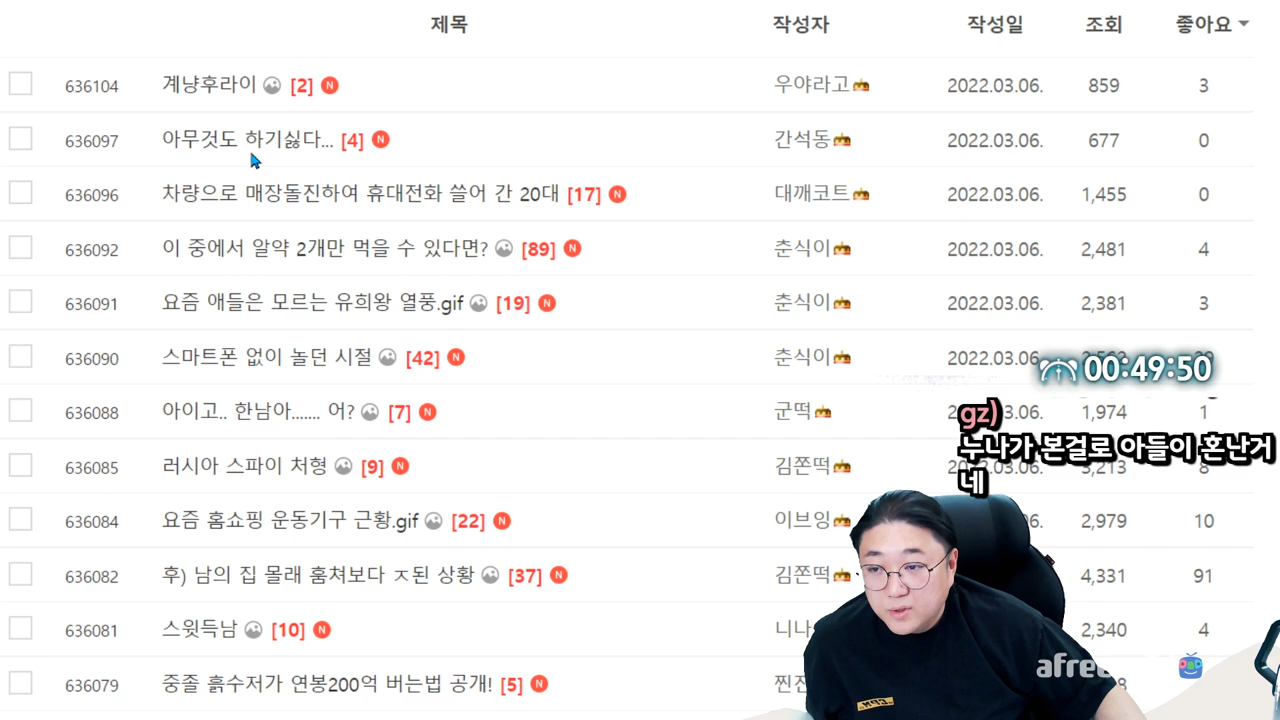 제목 작성자 작성일 조회 좋아요
636104 계냥후라이 [2] N 우야라고 2022.03.06. 859 3
636097 아무것도 하기싫다... [4] N 간석동 2022.03.06. 677 0
636096 차량으로 매장돌진하여 휴대전화 쓸어 간 20대 [17] N 대깨코트 2022.03.06. 1,455 0
636092 이 중에서 알약 2개만 먹을 수 있다면? [89] N 춘식이 2022.03.06. 2,481 4
636091 요즘 애들은 모르는 유희왕 열풍.gif [19] N 춘식이 2022.03.06. 2,381 3
636090 스마트폰 없이 놀던 시절 [42] N 춘식이 2022.03.06.
00:49:50
636088 아이고.. 한남아....... 어? [7] N 군떡 1,974 1
gz)
누나가 본걸로 아들이 혼난거
네
636085 러시아 스파이 처형 [9] N 김쫀떡 3,213 8
636084 요즘 홈쇼핑 운동기구 근황.gif [22] N 이브잉 2,979 10
636082 후) 남의 집 몰래 훔쳐보다 ㅈ된 상황 [37] N 김쫀떡 4,331 91
636081 스윗득남 [10] N 2,340 4
636079 중졸 흙수저가 연봉200억 버는법 공개! [5] N